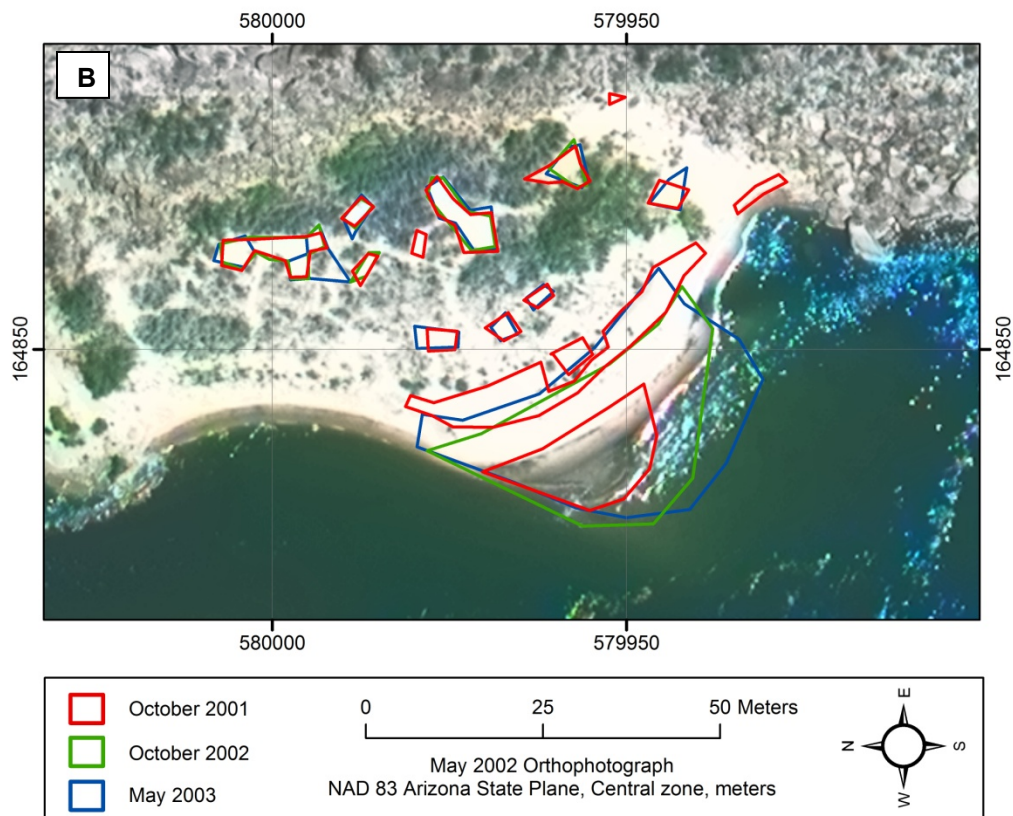 580000 579950
B
164850 164850
580000 579950
October 2001
October 2002
May 2003
0 25 50 Meters
May 2002 Orthophotograph
NAD 83 Arizona State Plane, Central zone, meters
E
N S
W